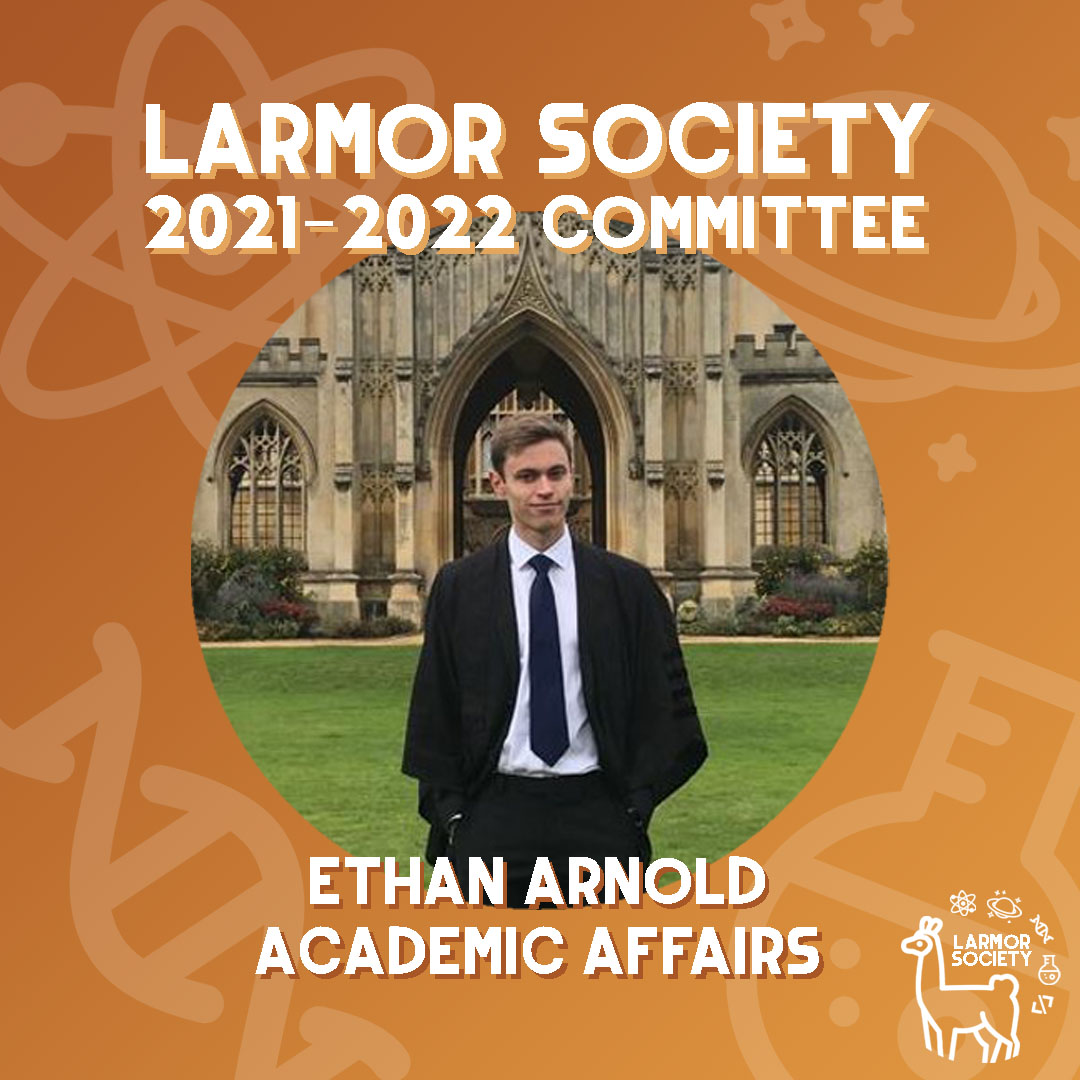 LARMOR SOCIETY
2021-2022 COMMITTEE
ETHAN ARNOLD
ACADEMIC AFFAIRS
LARMOR
SOCIETY